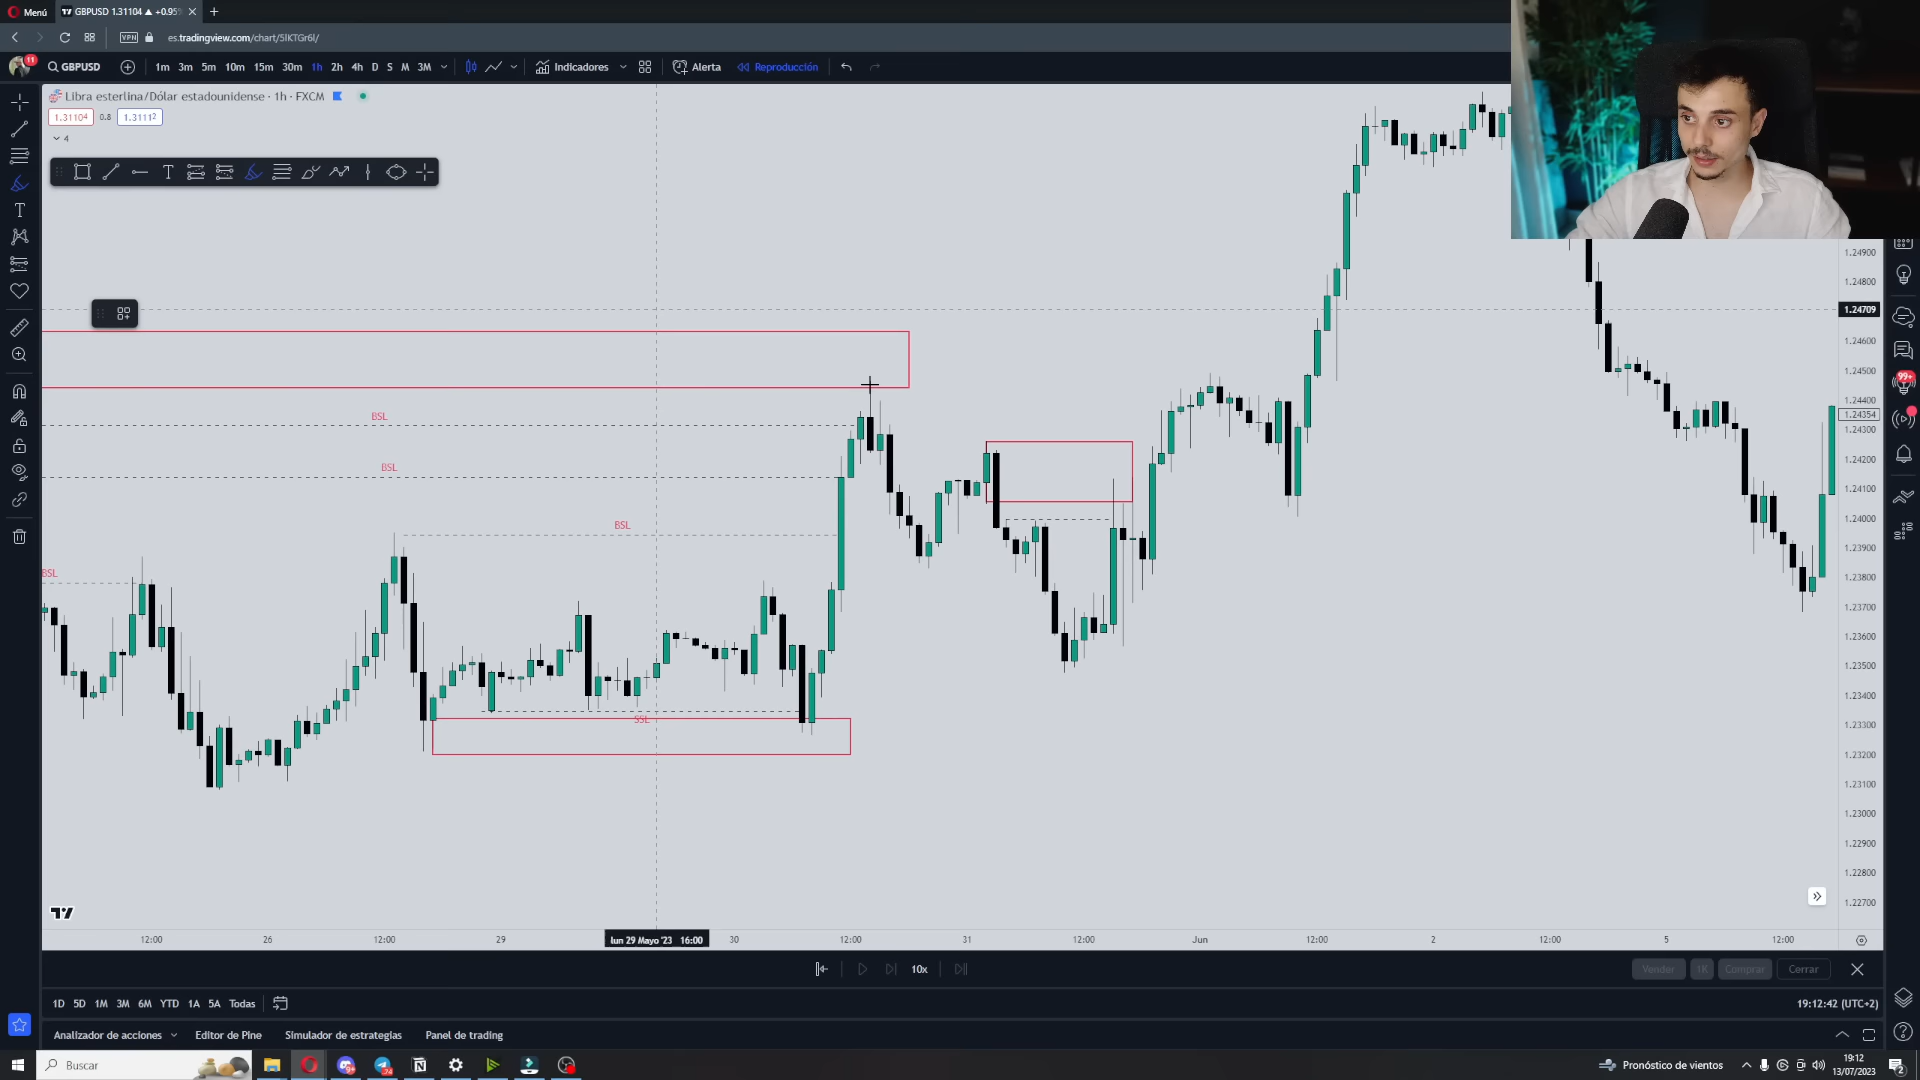 Menú
GBPUSD 1.31104 ▲ +0.95%
VPN
es.tradingview.com/chart/5lKTGr6l/
11
GBPUSD
1m 3m 5m 10m 15m 30m 1h 2h 4h D S M 3M
Indicadores
Alerta
Reproducción
Libra esterlina/Dólar estadounidense · 1h · FXCM
1.31104 0.8 1.31112
4
BSL
BSL
BSL
BSL
SSL
1.24900
1.24800
1.24709
1.24600
1.24500
1.24400
1.24354
1.24300
1.24200
1.24100
1.24000
1.23900
1.23800
1.23700
1.23600
1.23500
1.23400
1.23300
1.23200
1.23100
1.23000
1.22900
1.22800
1.22700
99+
12:00 26 12:00 29 lun 29 Mayo '23 16:00 30 12:00 31 12:00 Jun 12:00 2 12:00 5 12:00
10x
Vender 1K Comprar Cerrar
1D 5D 1M 3M 6M YTD 1A 5A Todas
19:12:42 (UTC+2)
Analizador de acciones Editor de Pine Simulador de estrategias Panel de trading
Buscar
Pronóstico de vientos
19:12
13/07/2023
2